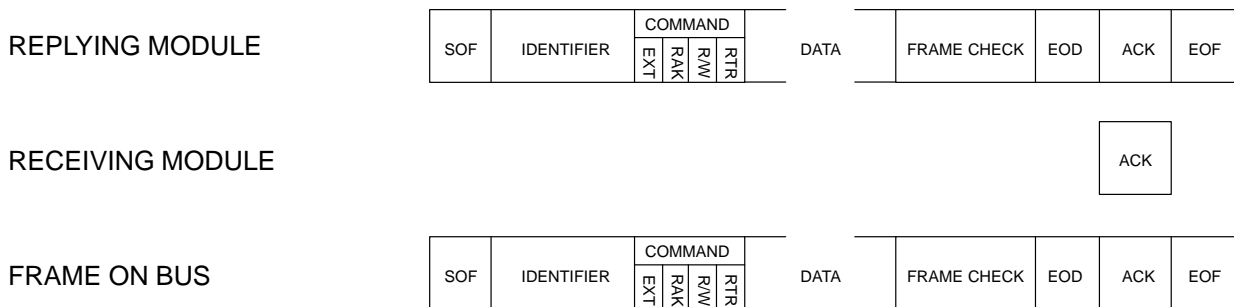 REPLYING MODULE
SOF IDENTIFIER COMMAND EXT RAK R/W RTR DATA FRAME CHECK EOD ACK EOF
RECEIVING MODULE
ACK
FRAME ON BUS
SOF IDENTIFIER COMMAND EXT RAK R/W RTR DATA FRAME CHECK EOD ACK EOF